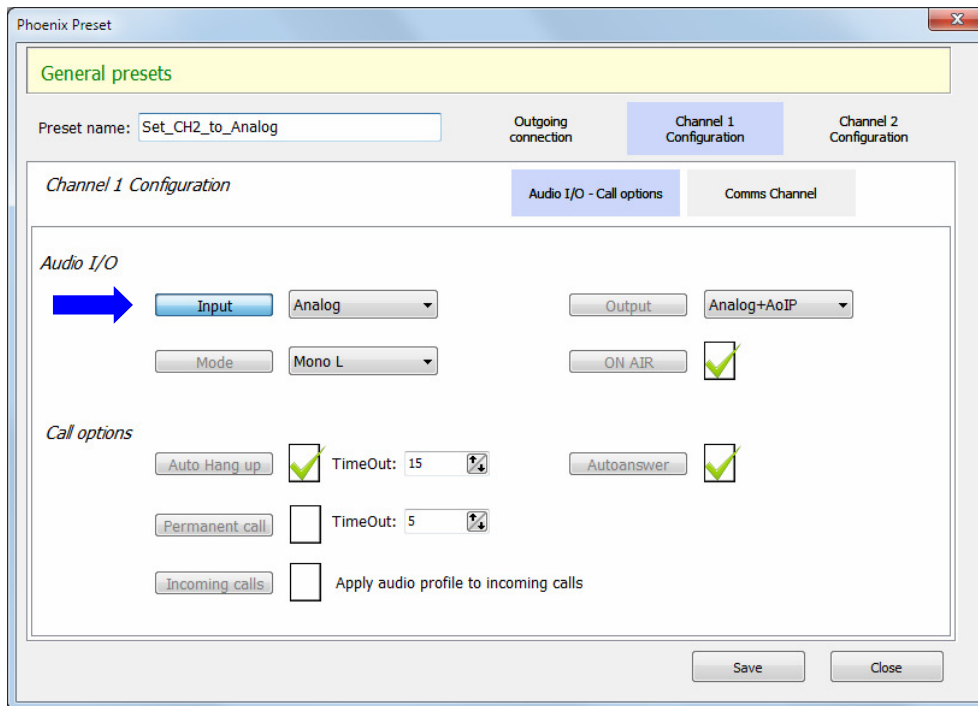 Phoenix Preset
General presets
Preset name: Set_CH2_to_Analog
Outgoing
connection
Channel 1
Configuration
Channel 2
Configuration
Channel 1 Configuration
Audio I/O - Call options
Comms Channel
Audio I/O
Input Analog Output Analog+AoIP
Mode Mono L ON AIR
Call options
Auto Hang up TimeOut: 15 Autoanswer
Permanent call TimeOut: 5
Incoming calls Apply audio profile to incoming calls
Save Close